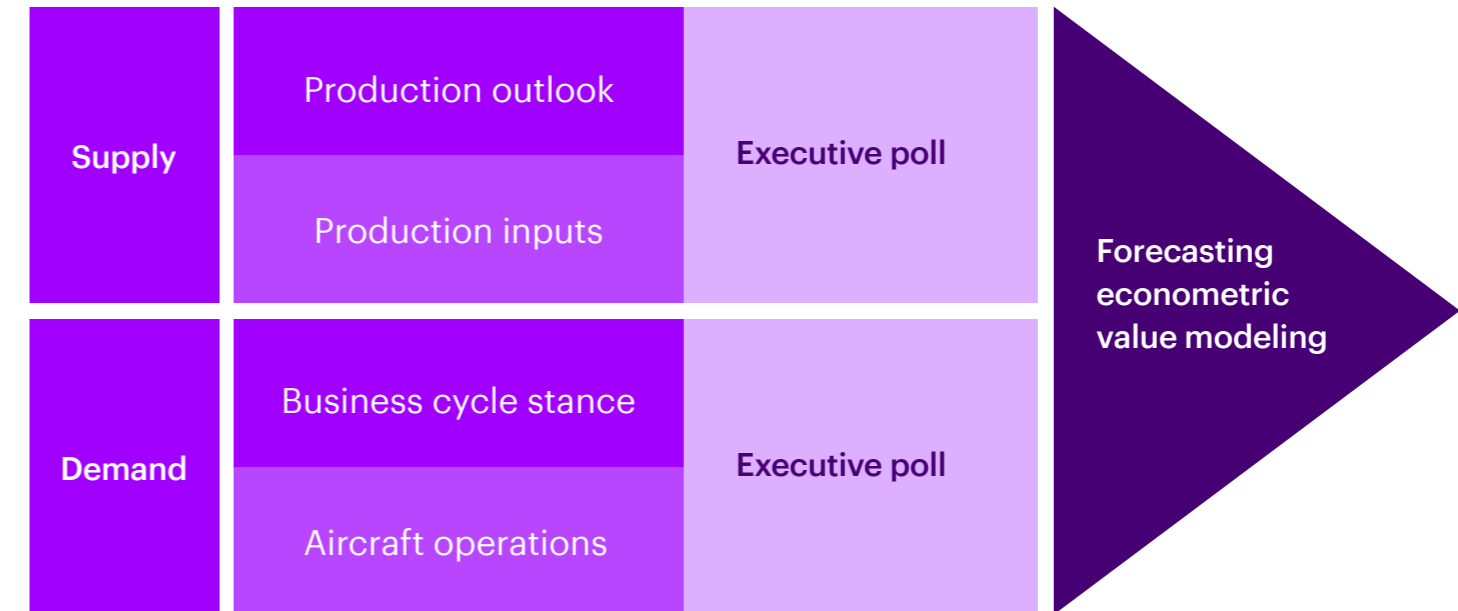 Supply
Production outlook
Production inputs
Executive poll
Demand
Business cycle stance
Aircraft operations
Executive poll
Forecasting
econometric
value modeling